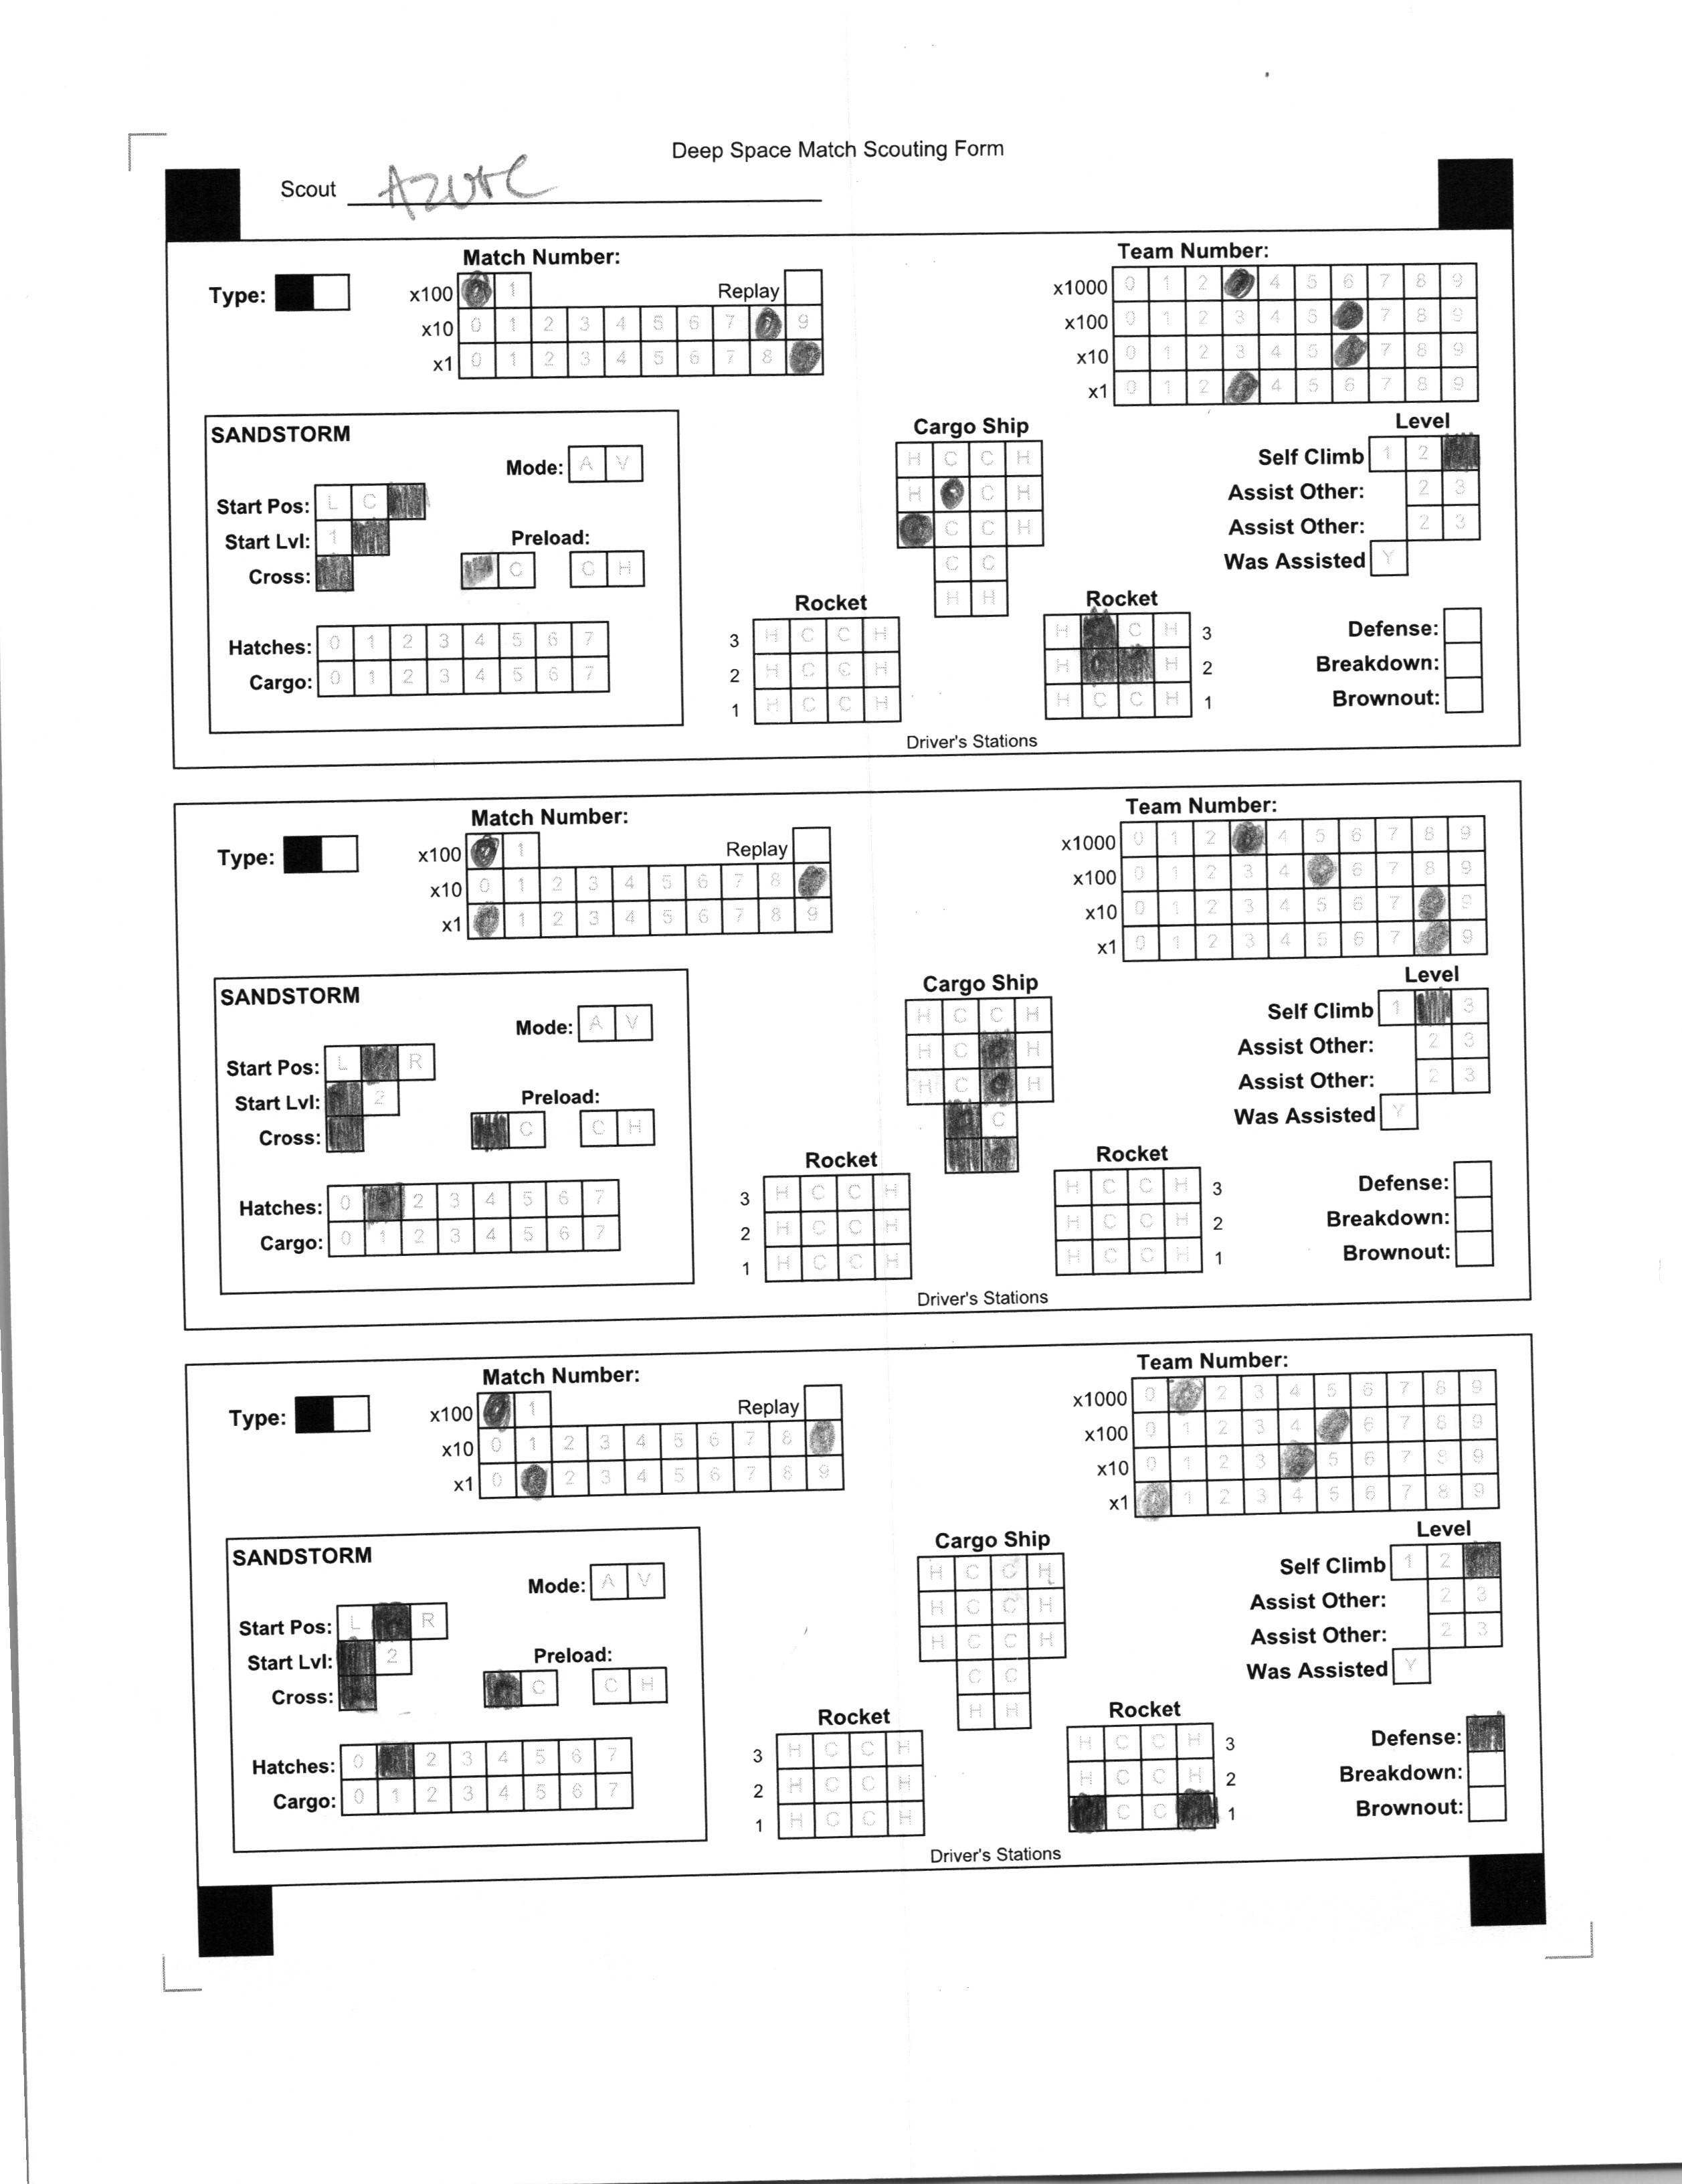 Deep Space Match Scouting Form
Scout Azure
Match Number: Team Number:
Type: x100 1 Replay x1000 0 1 2 4 5 6 7 8 9
x10 0 1 2 3 4 5 6 7 9 x100 0 1 2 3 4 5 7 8 9
x1 0 1 2 3 4 5 6 7 8 x10 0 1 2 3 4 5 7 8 9
x1 0 1 2 4 5 6 7 8 9
SANDSTORM Cargo Ship Level
Mode: A V H C C H Self Climb 1 2
Start Pos: L C H C H Assist Other: 2 3
Start Lvl: 1 Preload: C C H Assist Other: 2 3
Cross: C C H C C Was Assisted Y
Rocket H H Rocket
Hatches: 0 1 2 3 4 5 6 7 3 H C C H H C H 3 Defense:
Cargo: 0 1 2 3 4 5 6 7 2 H C C H H H 2 Breakdown:
1 H C C H H C C H 1 Brownout:
Driver's Stations
Match Number: Team Number:
Type: x100 1 Replay x1000 0 1 2 4 5 6 7 8 9
x10 0 1 2 3 4 5 6 7 8 x100 0 1 2 3 4 6 7 8 9
x1 1 2 3 4 5 6 7 8 9 x10 0 1 2 3 4 5 6 7 9
x1 0 1 2 3 4 5 6 7 9
SANDSTORM Cargo Ship Level
Mode: A V H C C H Self Climb 1 3
Start Pos: L R H C H Assist Other: 2 3
Start Lvl: 2 Preload: H C H Assist Other: 2 3
Cross: C C H C Was Assisted Y
Rocket Rocket
Hatches: 0 2 3 4 5 6 7 3 H C C H H C C H 3 Defense:
Cargo: 0 1 2 3 4 5 6 7 2 H C C H H C C H 2 Breakdown:
1 H C C H H C C H 1 Brownout:
Driver's Stations
Match Number: Team Number:
Type: x100 1 Replay x1000 0 2 3 4 5 6 7 8 9
x10 0 1 2 3 4 5 6 7 8 x100 0 1 2 3 4 6 7 8 9
x1 0 2 3 4 5 6 7 8 9 x10 0 1 2 3 5 6 7 8 9
x1 1 2 3 4 5 6 7 8 9
SANDSTORM Cargo Ship Level
Mode: A V H C C H Self Climb 1 2
Start Pos: L R H C C H Assist Other: 2 3
Start Lvl: 2 Preload: H C C H Assist Other: 2 3
Cross: C C H C C Was Assisted Y
Rocket H H Rocket
Hatches: 0 2 3 4 5 6 7 3 H C C H H C C H 3 Defense:
Cargo: 0 1 2 3 4 5 6 7 2 H C C H H C C H 2 Breakdown:
1 H C C H C C 1 Brownout:
Driver's Stations